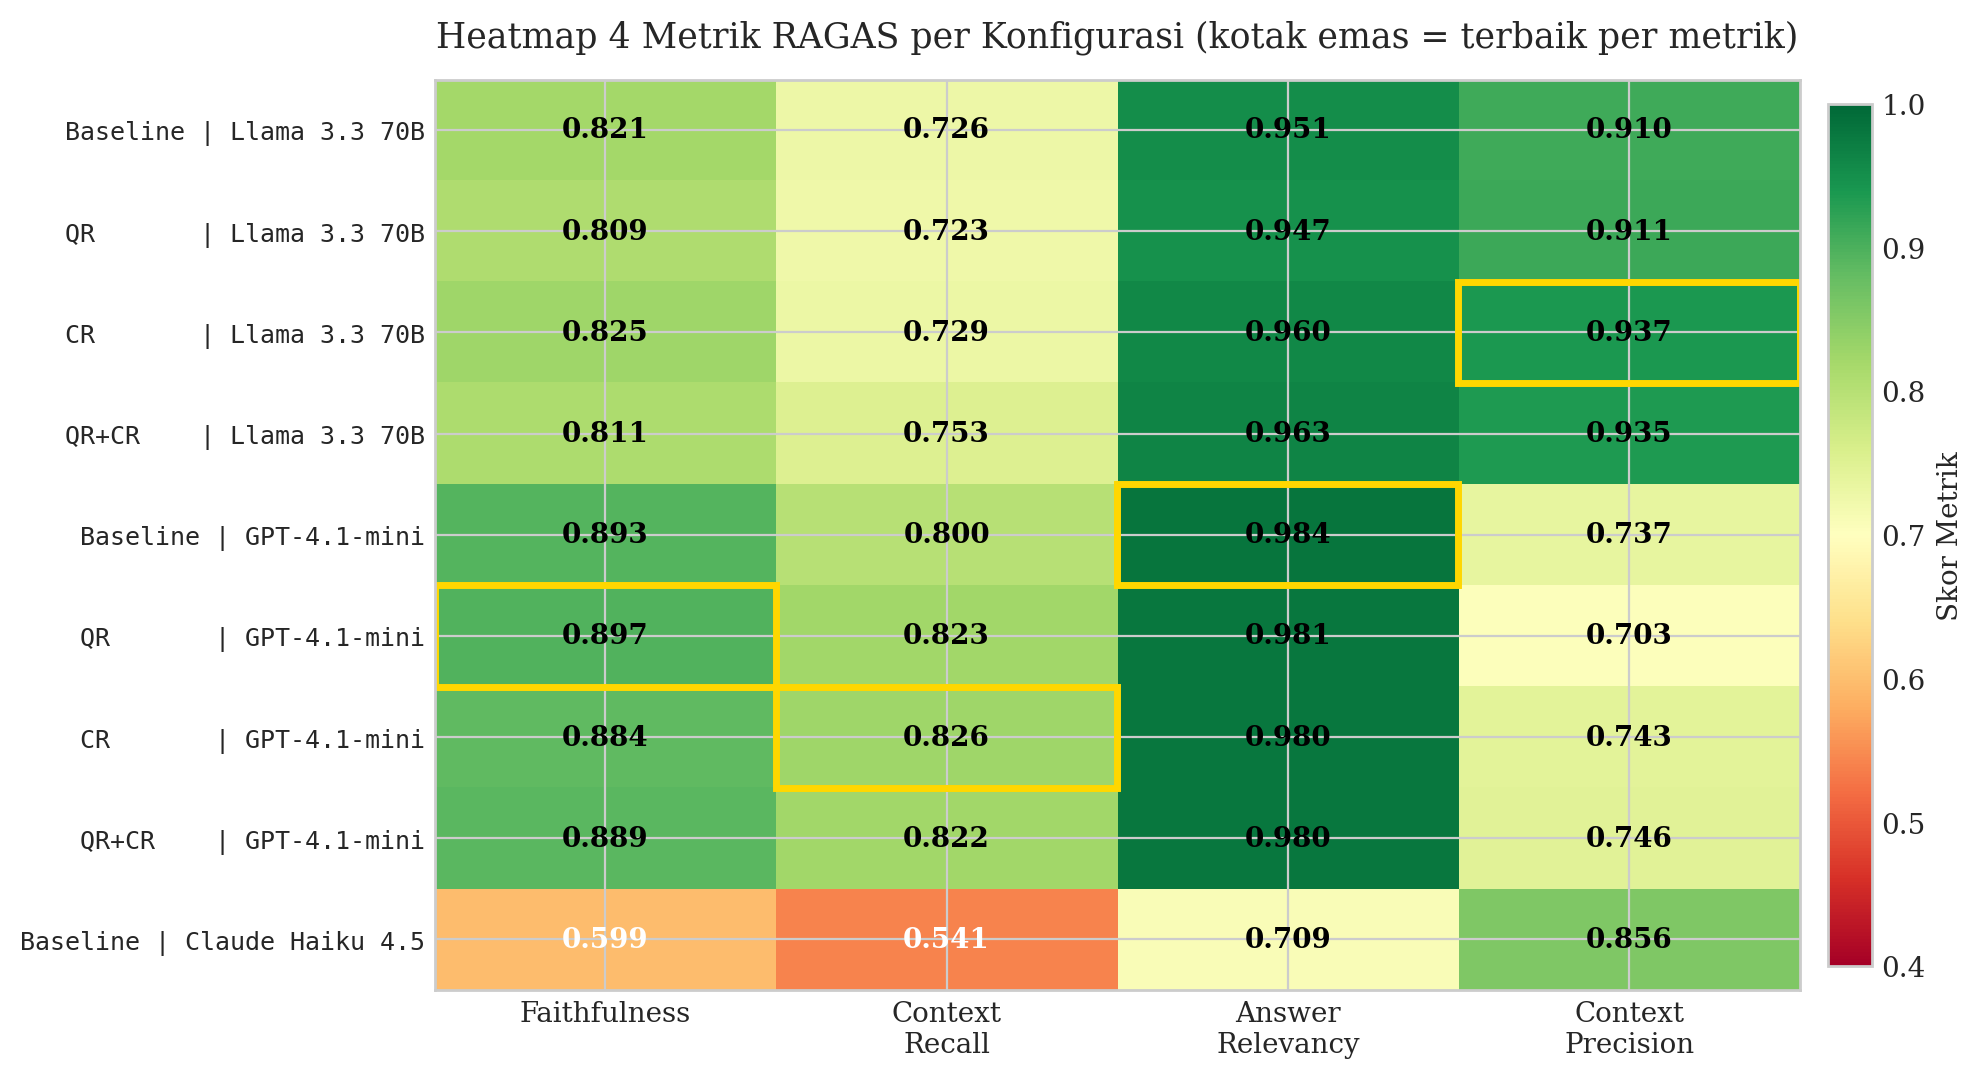 Heatmap 4 Metrik RAGAS per Konfigurasi (kotak emas = terbaik per metrik)
Baseline | Llama 3.3 70B 0.821 0.726 0.951 0.910
QR | Llama 3.3 70B 0.809 0.723 0.947 0.911
CR | Llama 3.3 70B 0.825 0.729 0.960 0.937
QR+CR | Llama 3.3 70B 0.811 0.753 0.963 0.935
Baseline | GPT-4.1-mini 0.893 0.800 0.984 0.737
QR | GPT-4.1-mini 0.897 0.823 0.981 0.703
CR | GPT-4.1-mini 0.884 0.826 0.980 0.743
QR+CR | GPT-4.1-mini 0.889 0.822 0.980 0.746
Baseline | Claude Haiku 4.5 0.599 0.541 0.709 0.856
Faithfulness
Context
Recall
Answer
Relevancy
Context
Precision
1.0
0.9
0.8
0.7
0.6
0.5
0.4
Skor Metrik